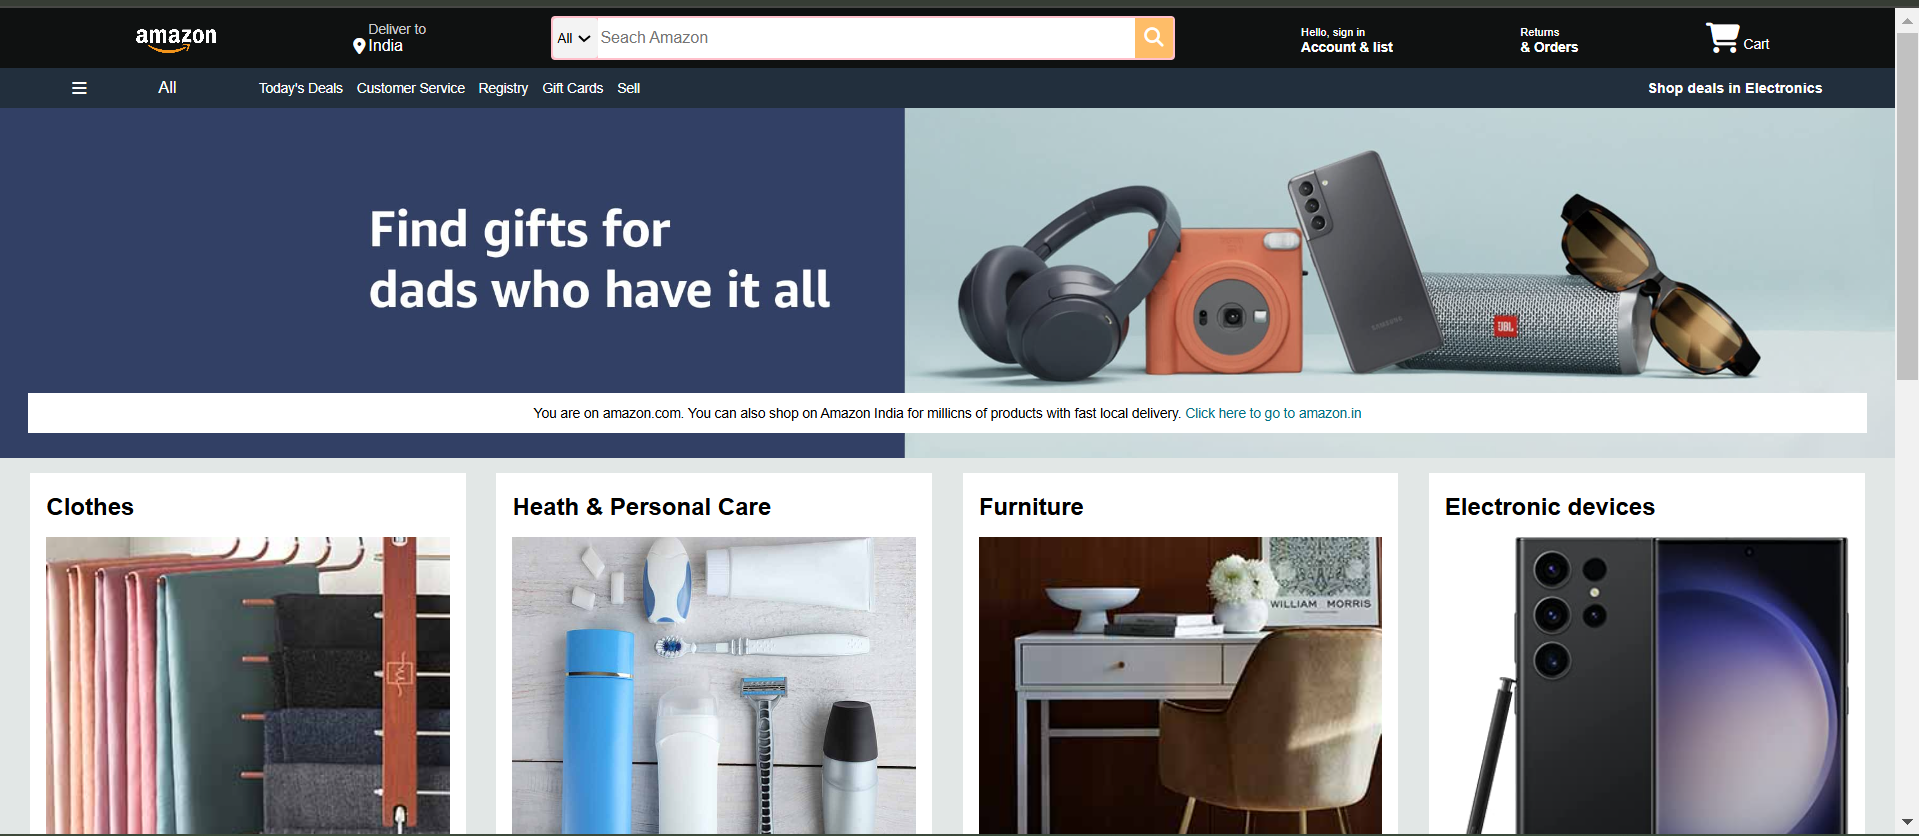 amazon
Deliver to
India
All
Seach Amazon
Hello, sign in
Account & list
Returns
& Orders
Cart
All
Today's Deals
Customer Service
Registry
Gift Cards
Sell
Shop deals in Electronics
Find gifts for
dads who have it all
SAMSUNG
JBL
You are on amazon.com. You can also shop on Amazon India for millicns of products with fast local delivery. Click here to go to amazon.in
Clothes
Heath & Personal Care
Furniture
Electronic devices
WILLIAM MORRIS